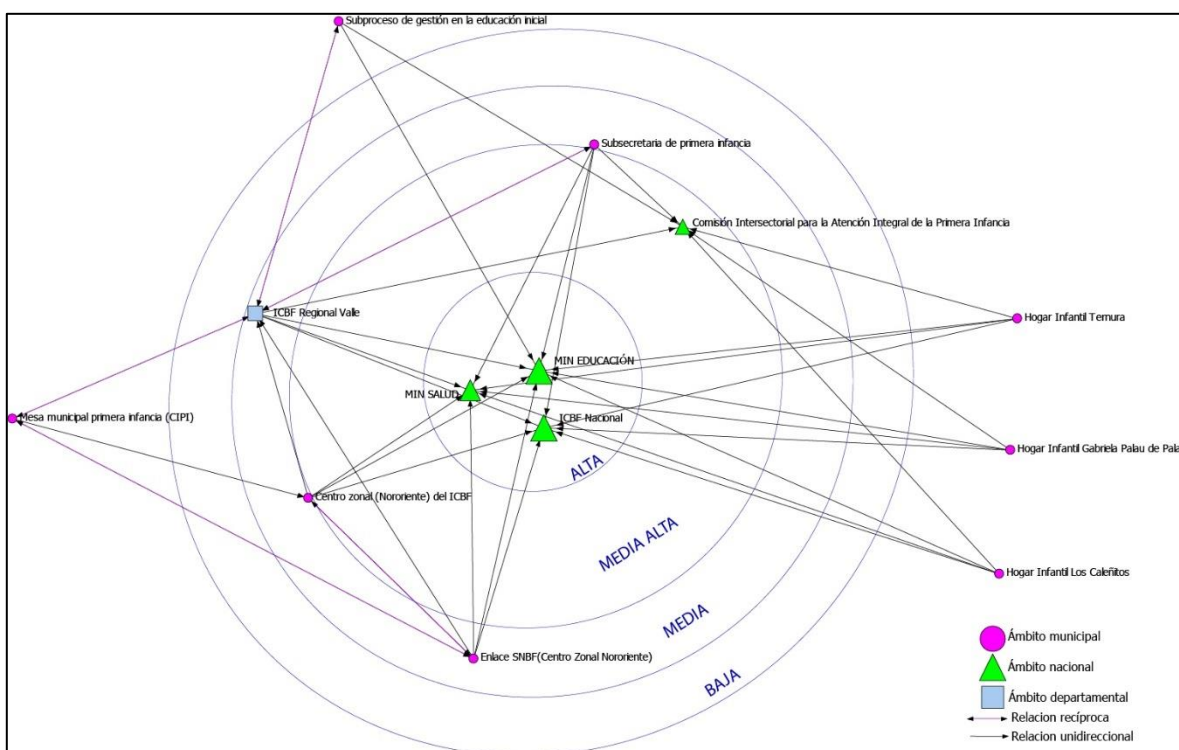 Subproceso de gestión en la educación inicial
Subsecretaria de primera infancia
Comisión Intersectorial para la Atención Integral de la Primera Infancia
ICBF Regional Valle
Hogar Infantil Ternura
MIN EDUCACIÓN
MIN SALUD
ICBF Nacional
Mesa municipal primera infancia (CIPI)
Hogar Infantil Gabriela Palau de Pala
ALTA
Centro zonal (Nororiente) del ICBF
MEDIA ALTA
Hogar Infantil Los Caleñitos
MEDIA
Enlace SNBF(Centro Zonal Nororiente)
BAJA
Ámbito municipal
Ámbito nacional
Ámbito departamental
Relacion recíproca
Relacion unidireccional